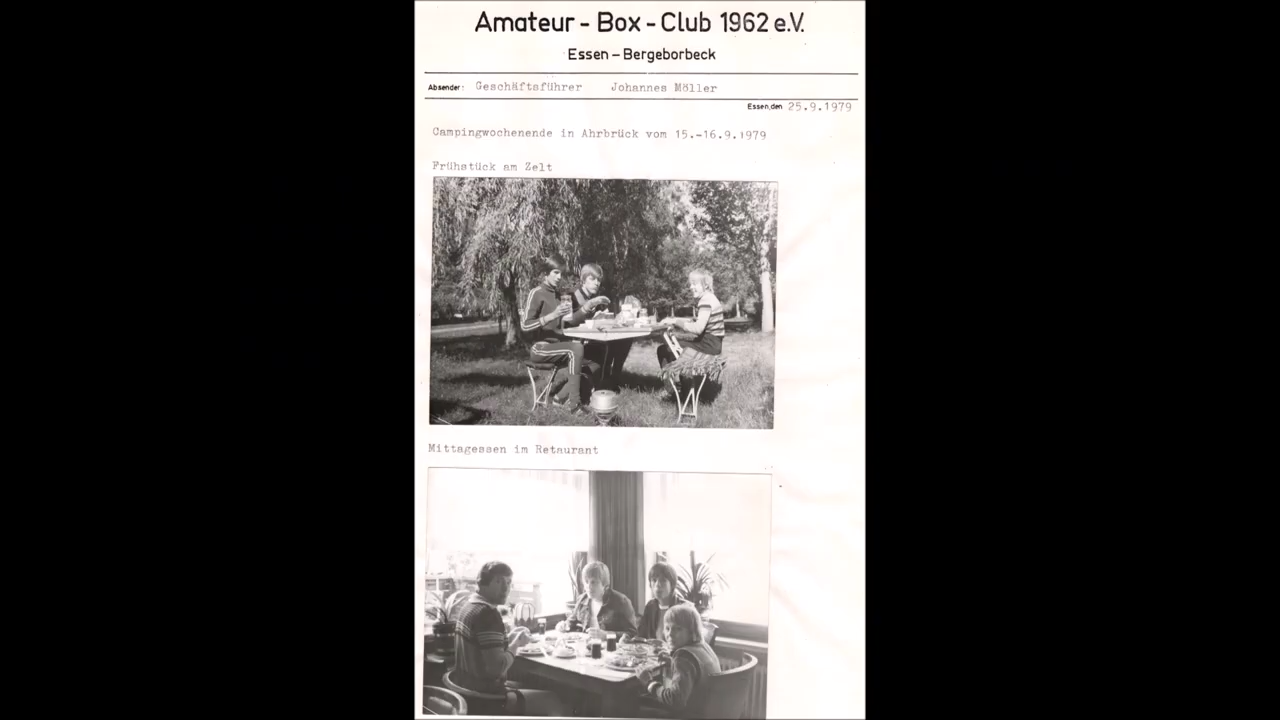 Amateur - Box - Club 1962 e.V.
Essen - Bergeborbeck
Absender: Geschäftsführer Johannes Möller
Essen,den 25.9.1979
Campingwochenende in Ahrbrück vom 15.-16.9.1979
Frühstück am Zelt
Mittagessen im Retaurant